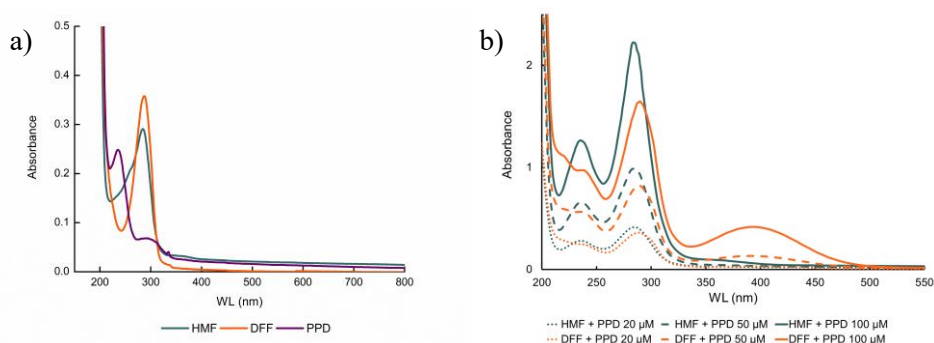 a)
Absorbance
0.5
0.4
0.3
0.2
0.1
0.0
200 300 400 500 600 700 800
WL (nm)
HMF DFF PPD
b)
Absorbance
2
1
0
200 250 300 350 400 450 500 550
WL (nm)
HMF + PPD 20 µM HMF + PPD 50 µM HMF + PPD 100 µM
DFF + PPD 20 µM DFF + PPD 50 µM DFF + PPD 100 µM